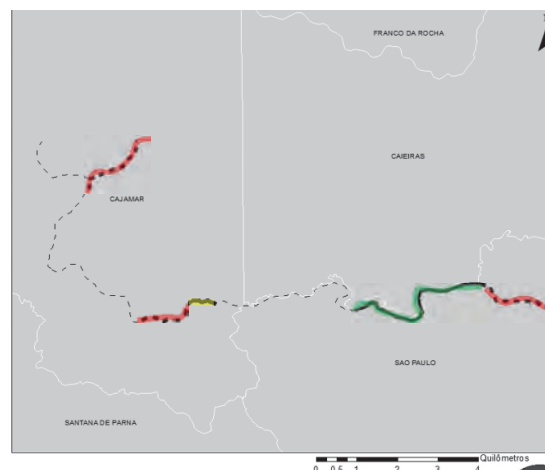 FRANCO DA ROCHA
CAIEIRAS
CAJAMAR
SAO PAULO
SANTANA DE PARNA
Quilômetros
0 0,5 1 2 3 4